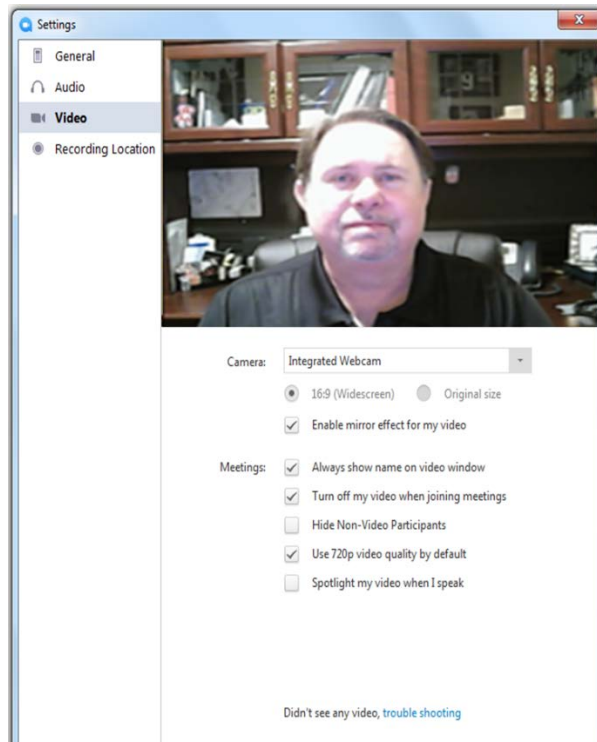 Settings
General
Audio
Video
Recording Location
Camera: Integrated Webcam
16:9 (Widescreen) Original size
Enable mirror effect for my video
Meetings: Always show name on video window
Turn off my video when joining meetings
Hide Non-Video Participants
Use 720p video quality by default
Spotlight my video when I speak
Didn't see any video, trouble shooting